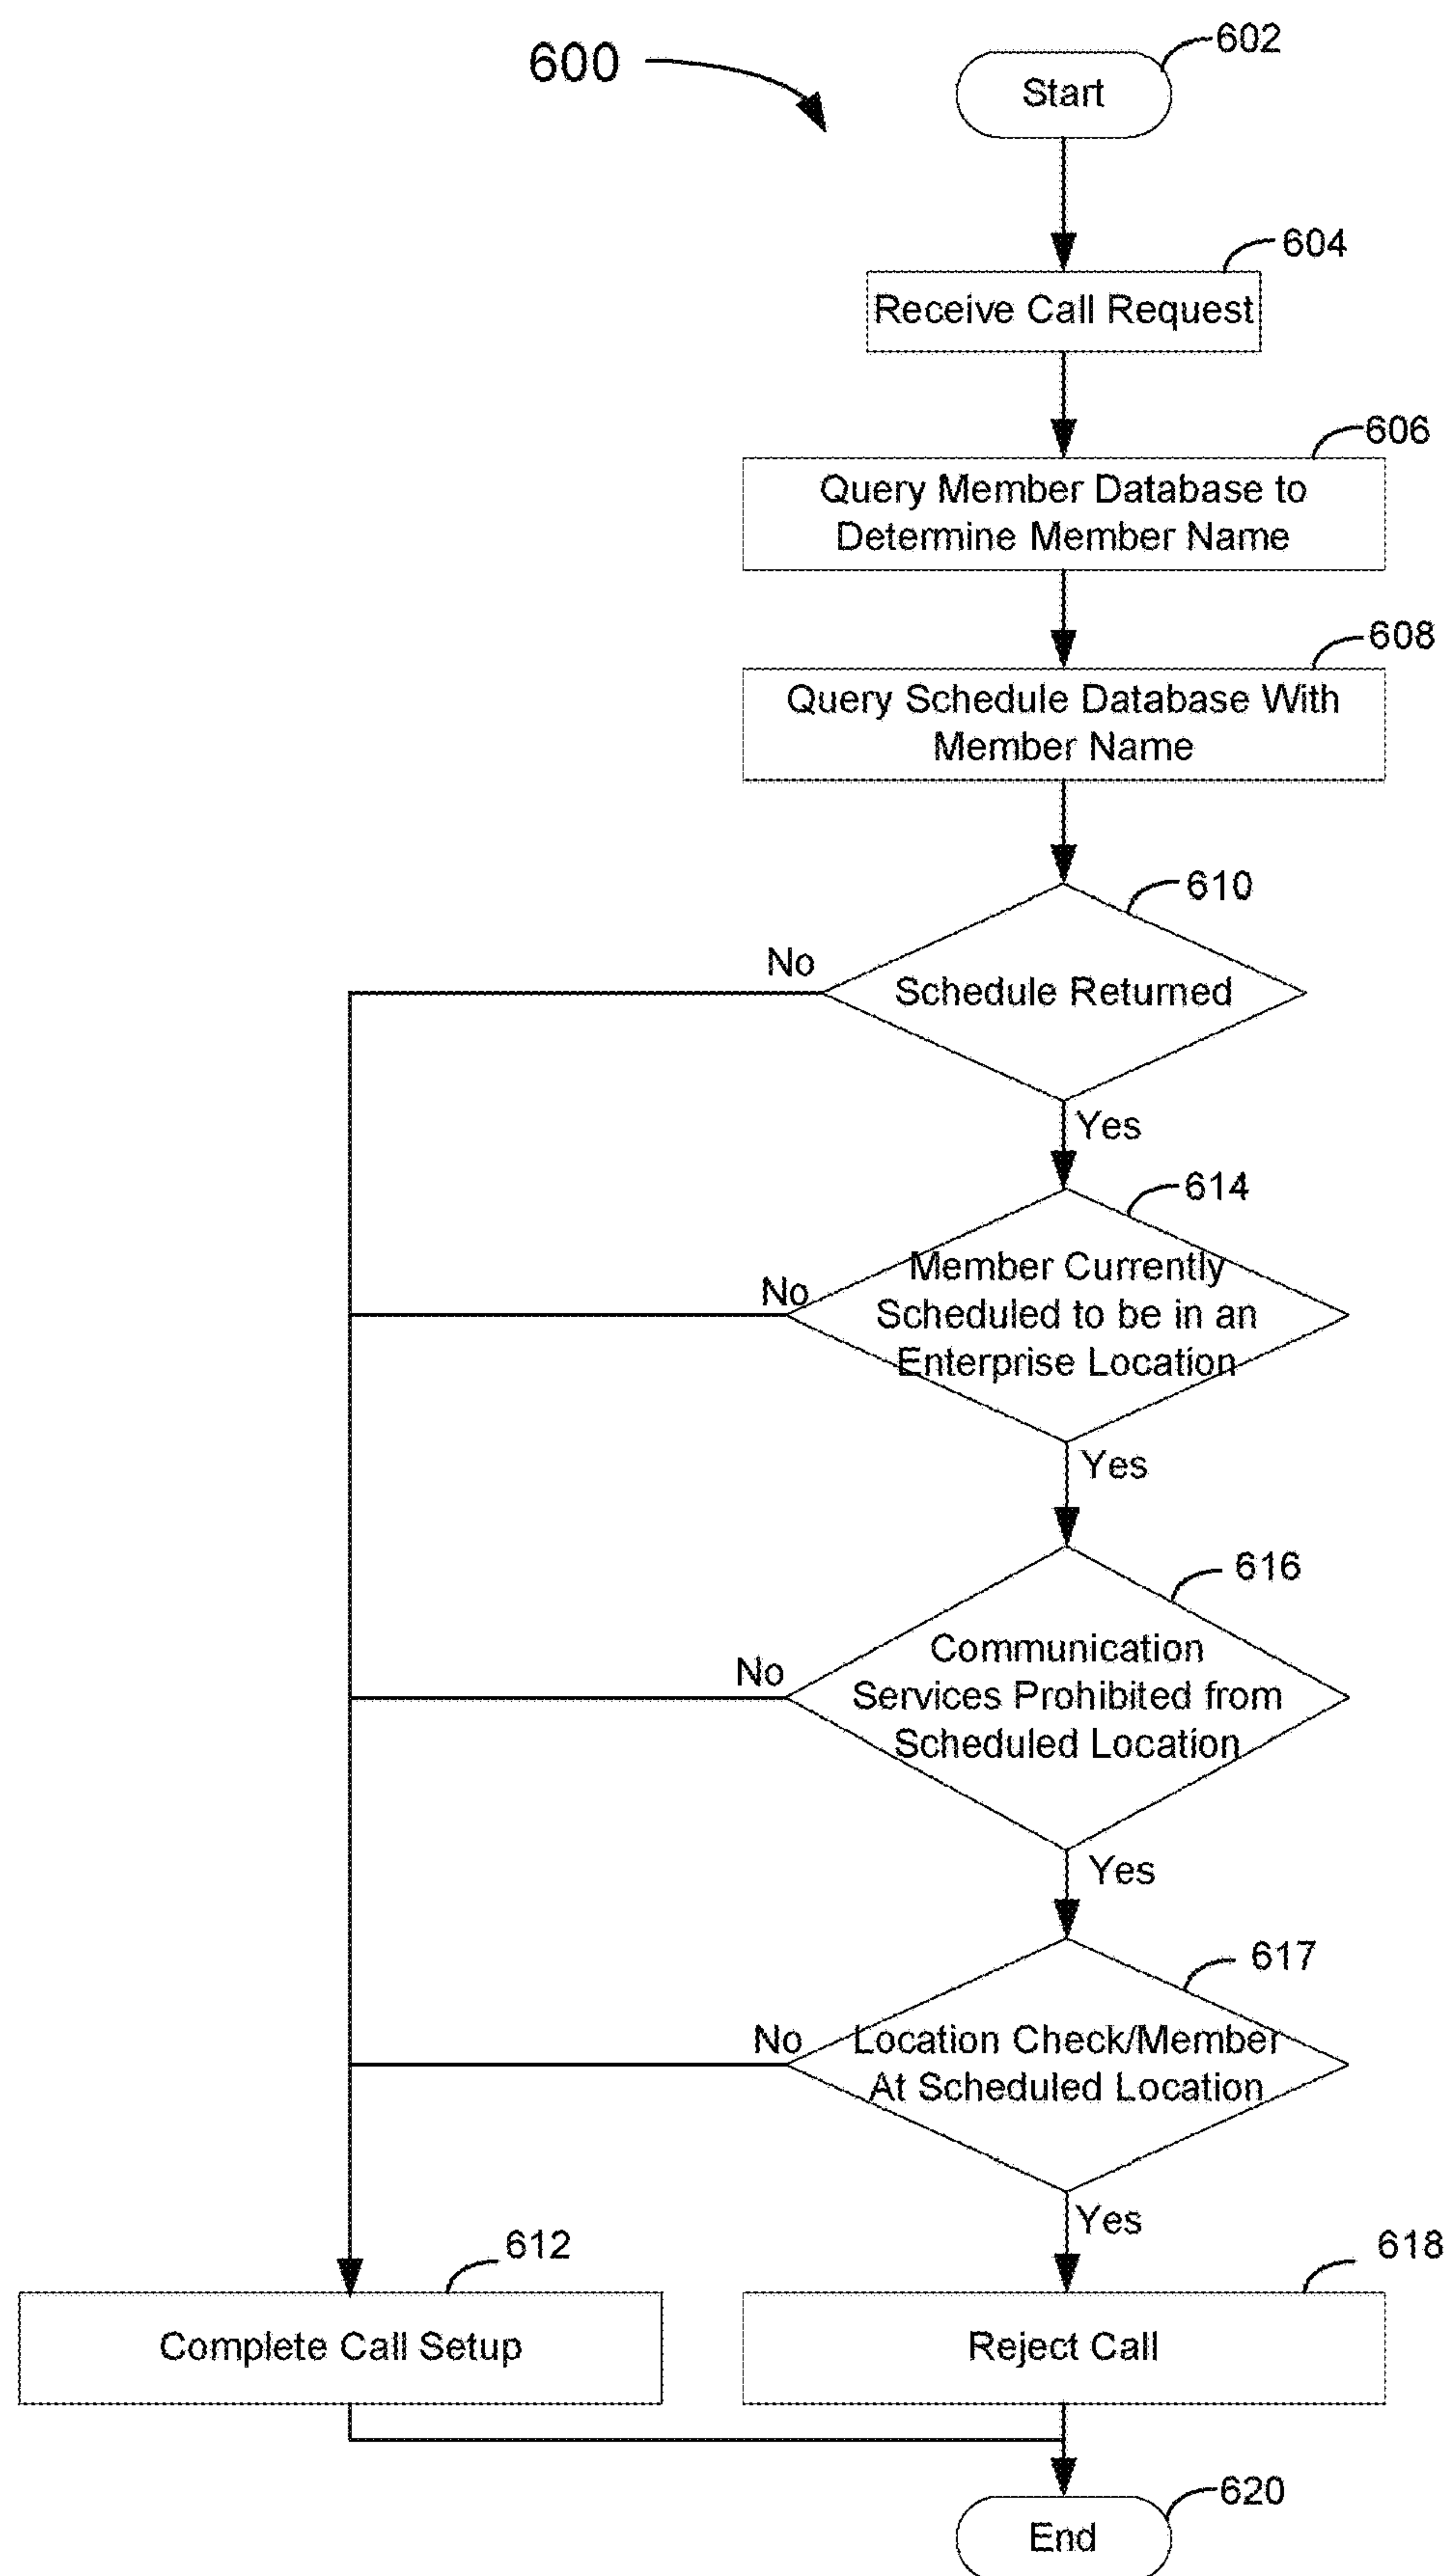 600
602
Start
604
Receive Call Request
606
Query Member Database to
Determine Member Name
608
Query Schedule Database With
Member Name
610
No
Schedule Returned
Yes
614
No
Member Currently
Scheduled to be in an
Enterprise Location
Yes
616
No
Communication
Services Prohibited from
Scheduled Location
Yes
617
No
Location Check/Member
At Scheduled Location
Yes
612
618
Complete Call Setup
Reject Call
620
End